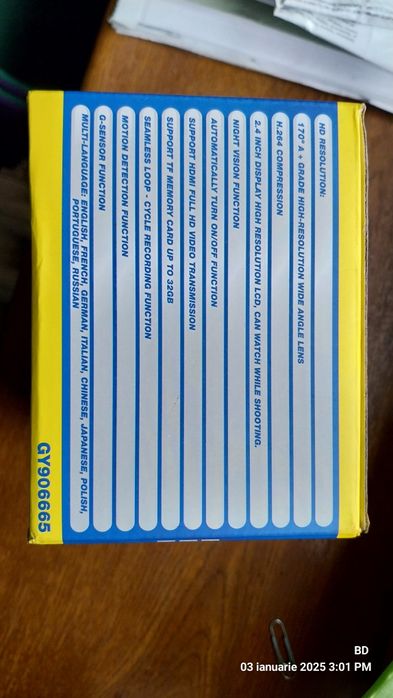 HD RESOLUTION:
170° A + GRADE HIGH-RESOLUTION WIDE ANGLE LENS
H.264 COMPRESSION
2.4 INCH DISPLAY HIGH RESOLUTION LCD, CAN WATCH WHILE SHOOTING.
NIGHT VISION FUNCTION
AUTOMATICALLY TURN ON/OFF FUNCTION
SUPPORT HDMI FULL HD VIDEO TRANSMISSION
SUPPORT TF MEMORY CARD UP TO 32GB
SEAMLESS LOOP - CYCLE RECORDING FUNCTION
MOTION DETECTION FUNCTION
G-SENSOR FUNCTION
MULTI-LANGUAGE: ENGLISH, FRENCH, GERMAN, ITALIAN, CHINESE, JAPANESE, POLISH,
PORTUGUESE, RUSSIAN
GY906665
BD
03 ianuarie 2025 3:01 PM